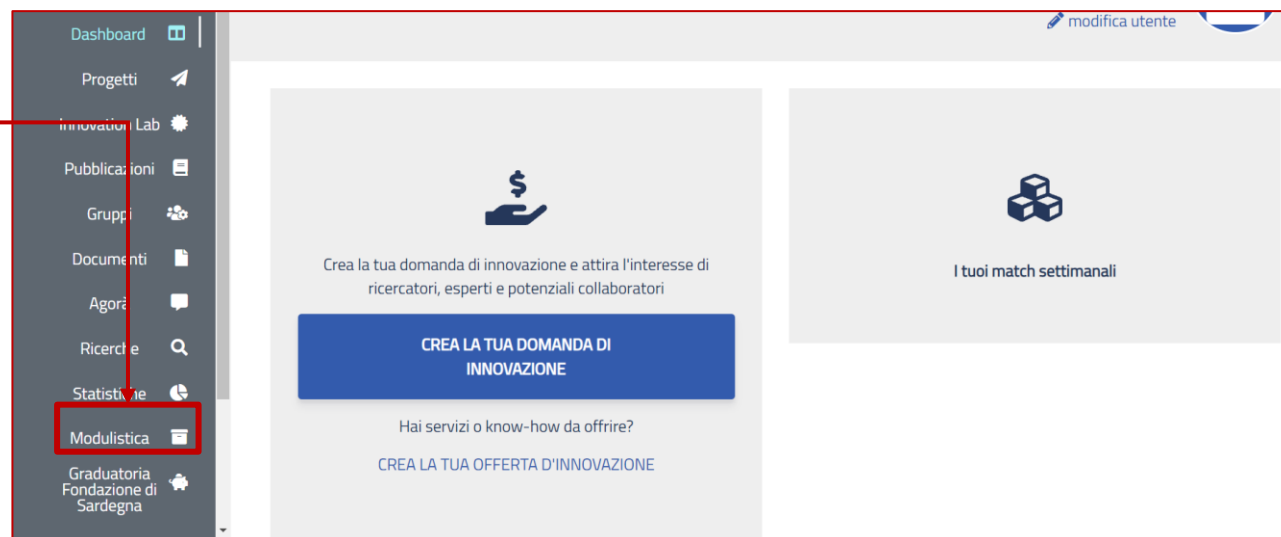 Dashboard
Progetti
Innovation Lab
Pubblicazioni
Gruppi
Documenti
Agorà
Ricerche
Statistiche
Modulistica
Graduatoria
Fondazione di
Sardegna
modifica utente
$
Crea la tua domanda di innovazione e attira l'interesse di
ricercatori, esperti e potenziali collaboratori
CREA LA TUA DOMANDA DI
INNOVAZIONE
Hai servizi o know-how da offrire?
CREA LA TUA OFFERTA D'INNOVAZIONE
I tuoi match settimanali